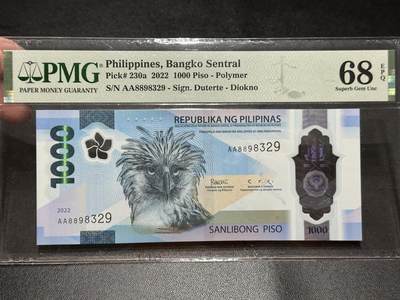 PMG
PAPER MONEY GUARANTY
Philippines, Bangko Sentral
Pick# 230a 2022 1000 Piso - Polymer
S/N AA8898329 - Sign. Duterte - Diokno
68 EPQ
Superb Gem Unc
1000
REPUBLIKA NG PILIPINAS
AA8898329
2022
AA8898329
SANLIBONG PISO
1000